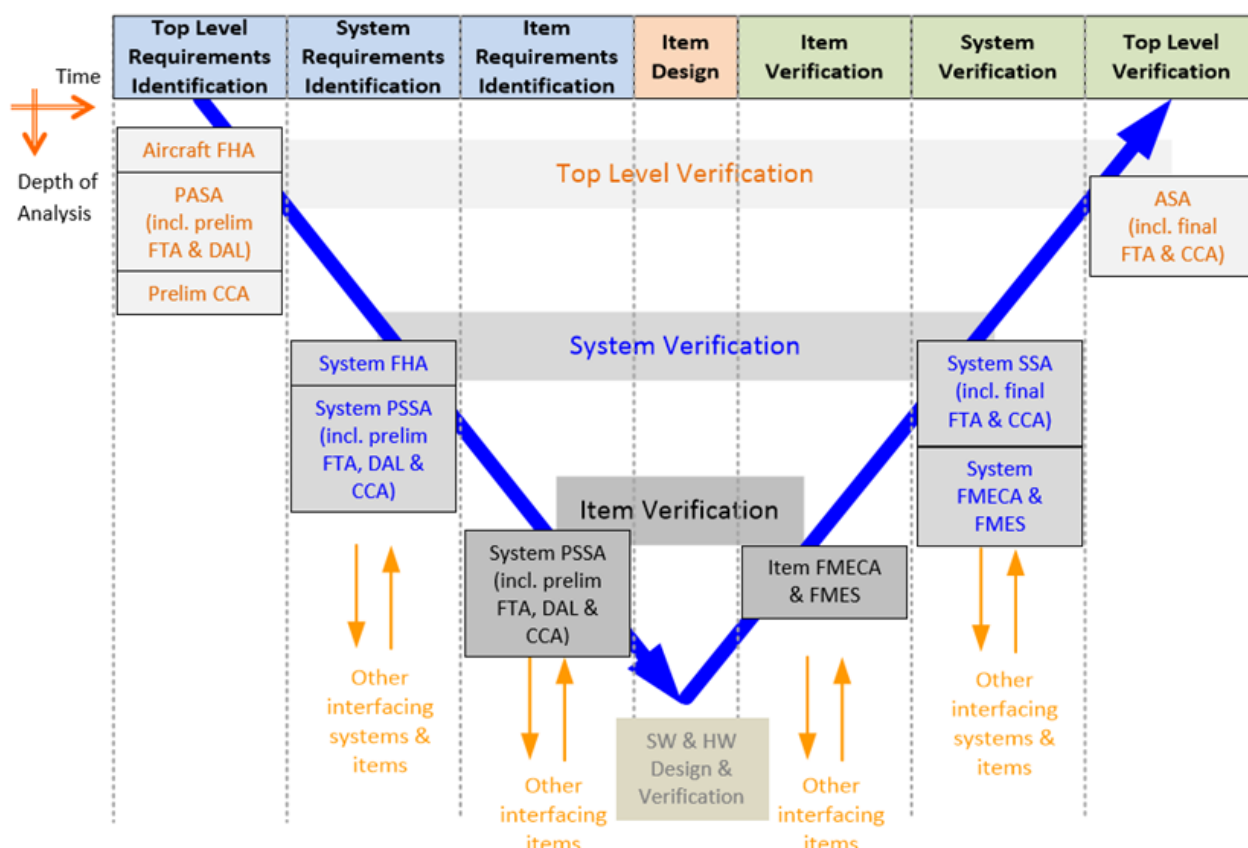 Top Level
Requirements
Identification
System
Requirements
Identification
Item
Requirements
Identification
Item
Design
Item
Verification
System
Verification
Top Level
Verification
Time
Depth of
Analysis
Aircraft FHA
PASA
(incl. prelim
FTA & DAL)
Prelim CCA
Top Level Verification
ASA
(incl. final
FTA & CCA)
System FHA
System PSSA
(incl. prelim
FTA, DAL &
CCA)
System Verification
System SSA
(incl. final
FTA & CCA)
System
FMECA &
FMES
Item Verification
System PSSA
(incl. prelim
FTA, DAL &
CCA)
Item FMECA
& FMES
Other
interfacing
systems &
items
Other
interfacing
items
SW & HW
Design &
Verification
Other
interfacing
items
Other
interfacing
systems &
items